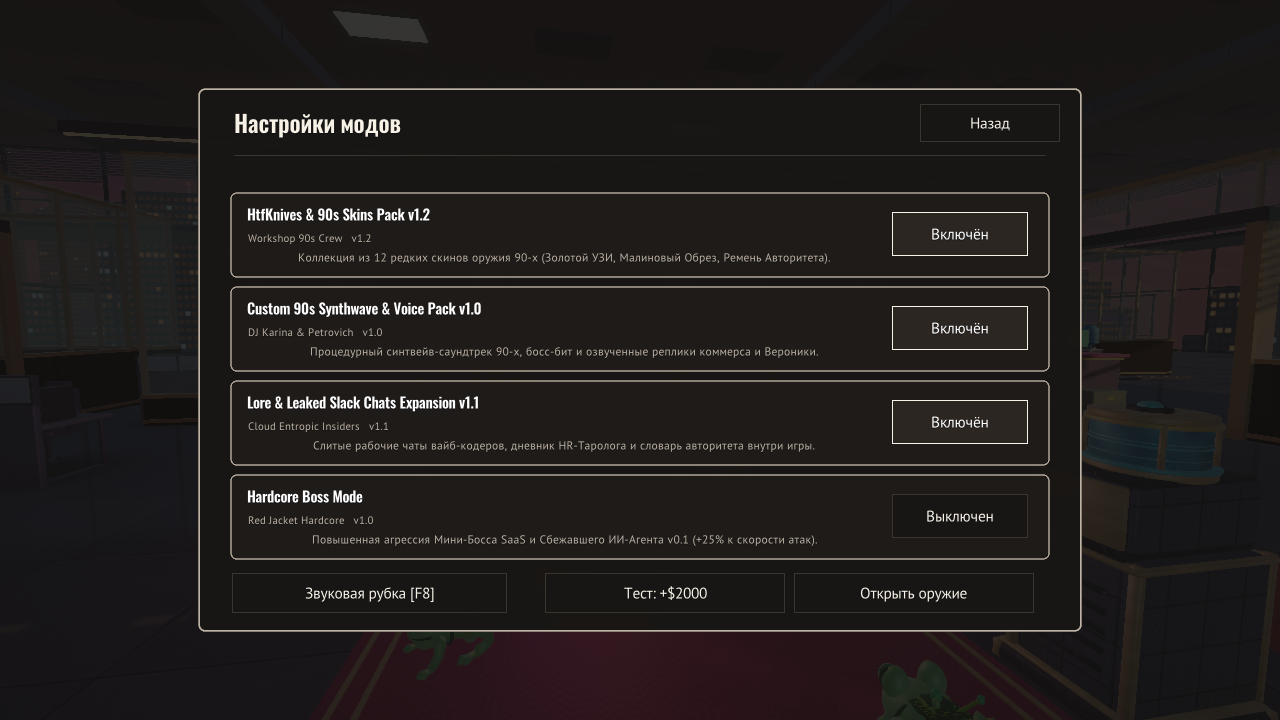 Настройки модов
Назад
HtfKnives & 90s Skins Pack v1.2
Workshop 90s Crew v1.2
Коллекция из 12 редких скинов оружия 90-х (Золотой УЗИ, Малиновый Обрез, Ремень Авторитета).
Включён
Custom 90s Synthwave & Voice Pack v1.0
DJ Karina & Petrovich v1.0
Процедурный синтвейв-саундтрек 90-х, босс-бит и озвученные реплики коммерса и Вероники.
Включён
Lore & Leaked Slack Chats Expansion v1.1
Cloud Entropic Insiders v1.1
Слитые рабочие чаты вайб-кодеров, дневник HR-Таролога и словарь авторитета внутри игры.
Включён
Hardcore Boss Mode
Red Jacket Hardcore v1.0
Повышенная агрессия Мини-Босса SaaS и Сбежавшего ИИ-Агента v0.1 (+25% к скорости атак).
Выключен
Звуковая рубка [F8]
Тест: +$2000
Открыть оружие